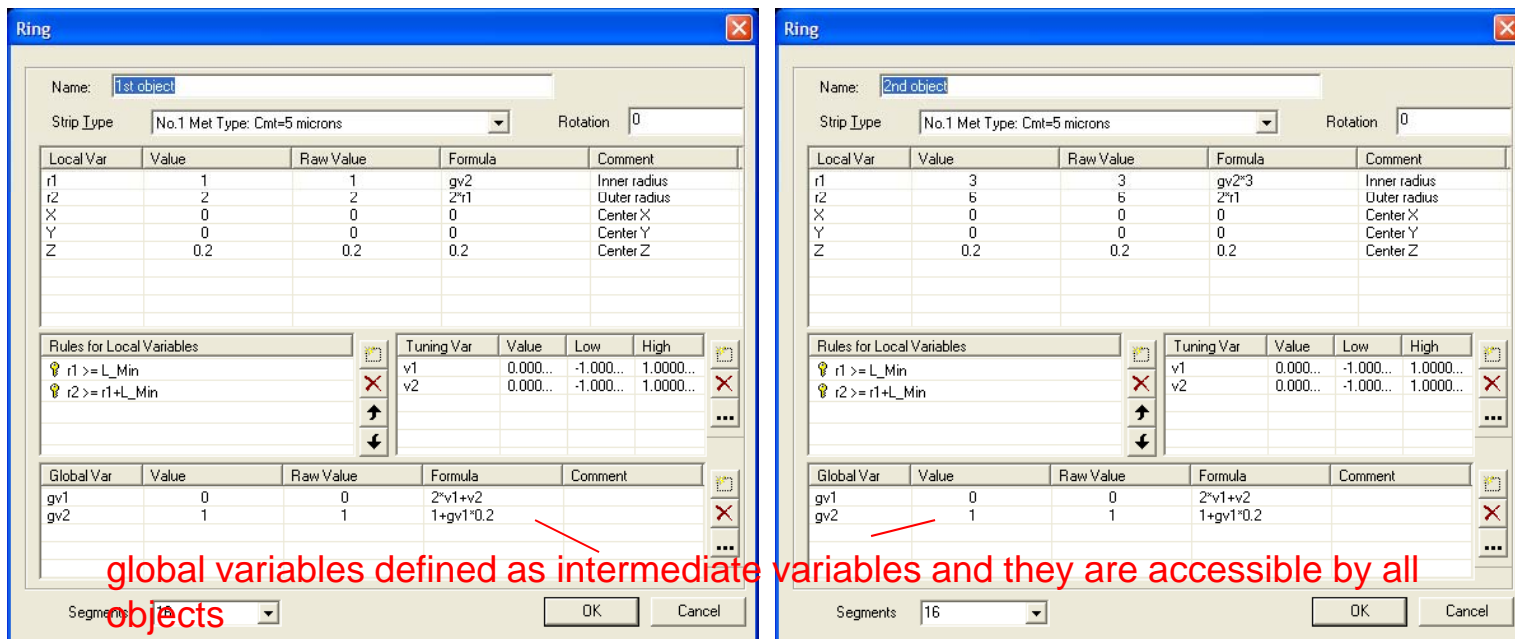 Ring
Name: 1st object
Strip Type No.1 Met Type: Cmt=5 microns Rotation 0
Local Var Value Raw Value Formula Comment
r1 1 1 gv2 Inner radius
r2 2 2 2*r1 Outer radius
X 0 0 0 Center X
Y 0 0 0 Center Y
Z 0.2 0.2 0.2 Center Z
Rules for Local Variables
r1 >= L_Min
r2 >= r1+L_Min
Tuning Var Value Low High
v1 0.000... -1.000... 1.0000...
v2 0.000... -1.000... 1.0000...
Global Var Value Raw Value Formula Comment
gv1 0 0 2*v1+v2
gv2 1 1 1+gv1*0.2
Segments 16 OK Cancel
Ring
Name: 2nd object
Strip Type No.1 Met Type: Cmt=5 microns Rotation 0
Local Var Value Raw Value Formula Comment
r1 3 3 gv2*3 Inner radius
r2 6 6 2*r1 Outer radius
X 0 0 0 Center X
Y 0 0 0 Center Y
Z 0.2 0.2 0.2 Center Z
Rules for Local Variables
r1 >= L_Min
r2 >= r1+L_Min
Tuning Var Value Low High
v1 0.000... -1.000... 1.0000...
v2 0.000... -1.000... 1.0000...
Global Var Value Raw Value Formula Comment
gv1 0 0 2*v1+v2
gv2 1 1 1+gv1*0.2
Segments 16 OK Cancel
global variables defined as intermediate variables and they are accessible by all
objects